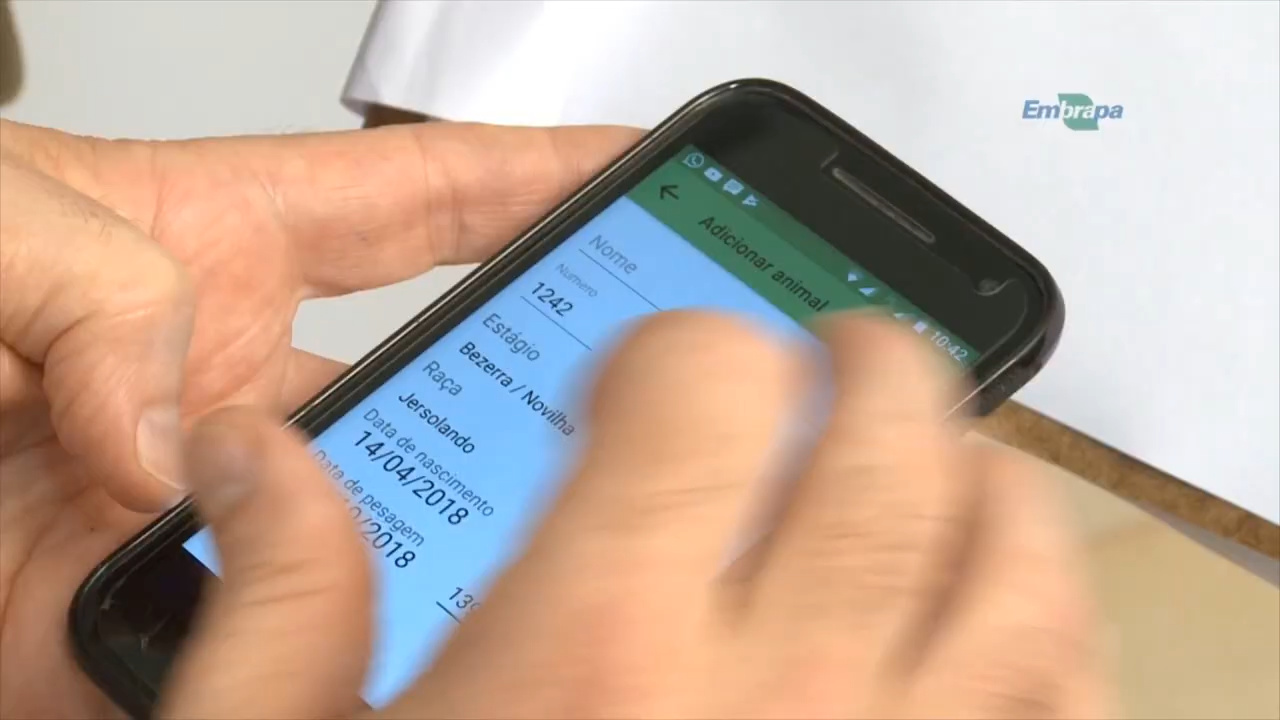 Embrapa
10:42
Adicionar animal
Nome
Número
1242
Estágio
Bezerra / Novilha
Raça
Jersolando
Data de nascimento
14/04/2018
Data de pesagem